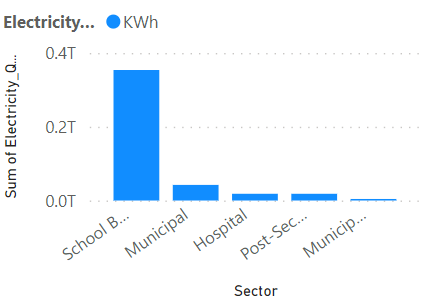 Electricity... KWh
Sum of Electricity_Q...
0.4T
0.2T
0.0T
School B...
Municipal
Hospital
Post-Sec...
Municip...
Sector